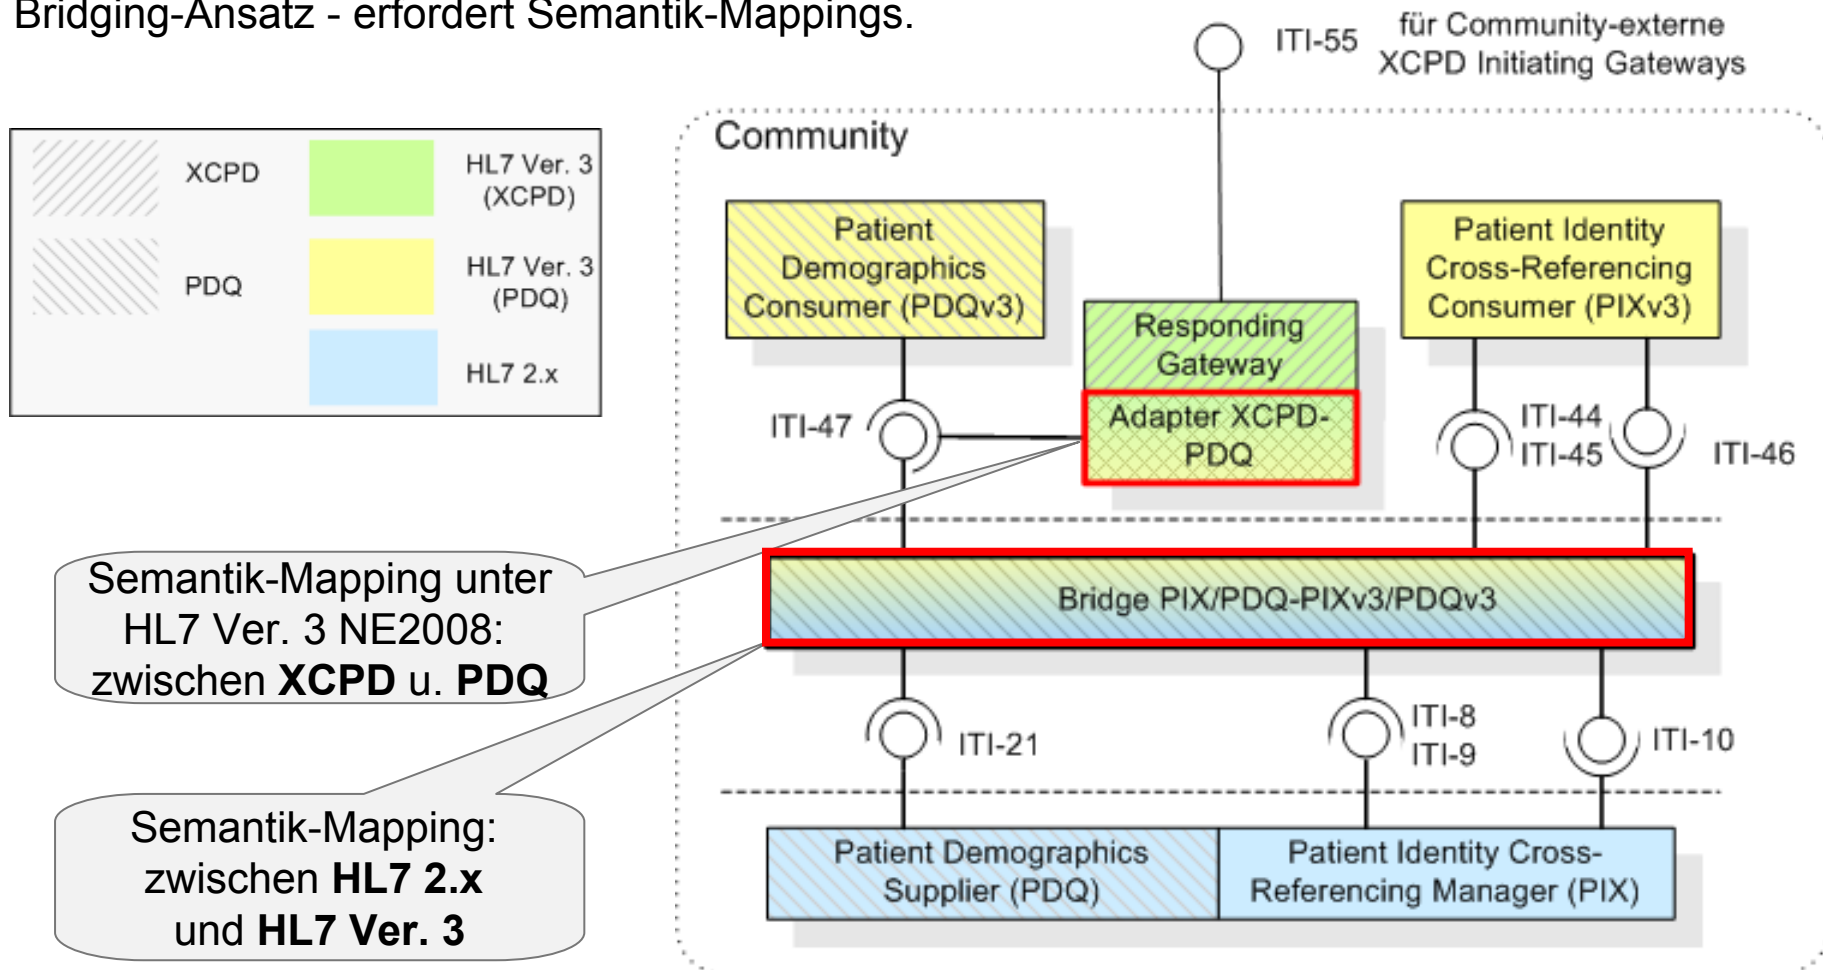 Bridging-Ansatz - erfordert Semantik-Mappings.
ITI-55
für Community-externe
XCPD Initiating Gateways
XCPD
HL7 Ver. 3
(XCPD)
PDQ
HL7 Ver. 3
(PDQ)
HL7 2.x
Community
Patient
Demographics
Consumer (PDQv3)
Responding
Gateway
Adapter XCPD-
PDQ
Patient Identity
Cross-Referencing
Consumer (PIXv3)
ITI-47
ITI-44
ITI-45
ITI-46
Semantik-Mapping unter
HL7 Ver. 3 NE2008:
zwischen XCPD u. PDQ
Bridge PIX/PDQ-PIXv3/PDQv3
ITI-21
ITI-8
ITI-9
ITI-10
Semantik-Mapping:
zwischen HL7 2.x
und HL7 Ver. 3
Patient Demographics
Supplier (PDQ)
Patient Identity Cross-
Referencing Manager (PIX)